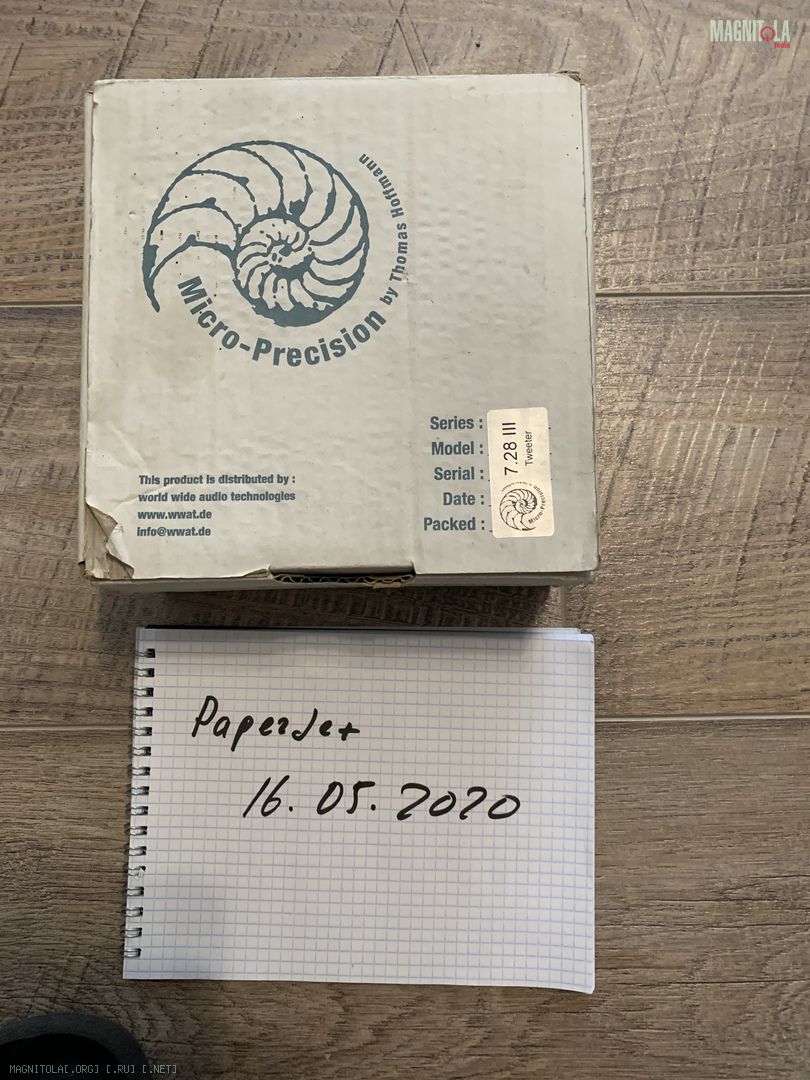 MAGNITOLA
Micro-Precision by Thomas Hoffmann
Series :
Model :
Serial :
Date :
Packed :
7.28 III
Tweeter
Micro-Precision
This product is distributed by :
world wide audio technologies
www.wwat.de
info@wwat.de
PaperJet
16.05.2020
MAGNITOLA[.ORG] [.RU] [.NET]